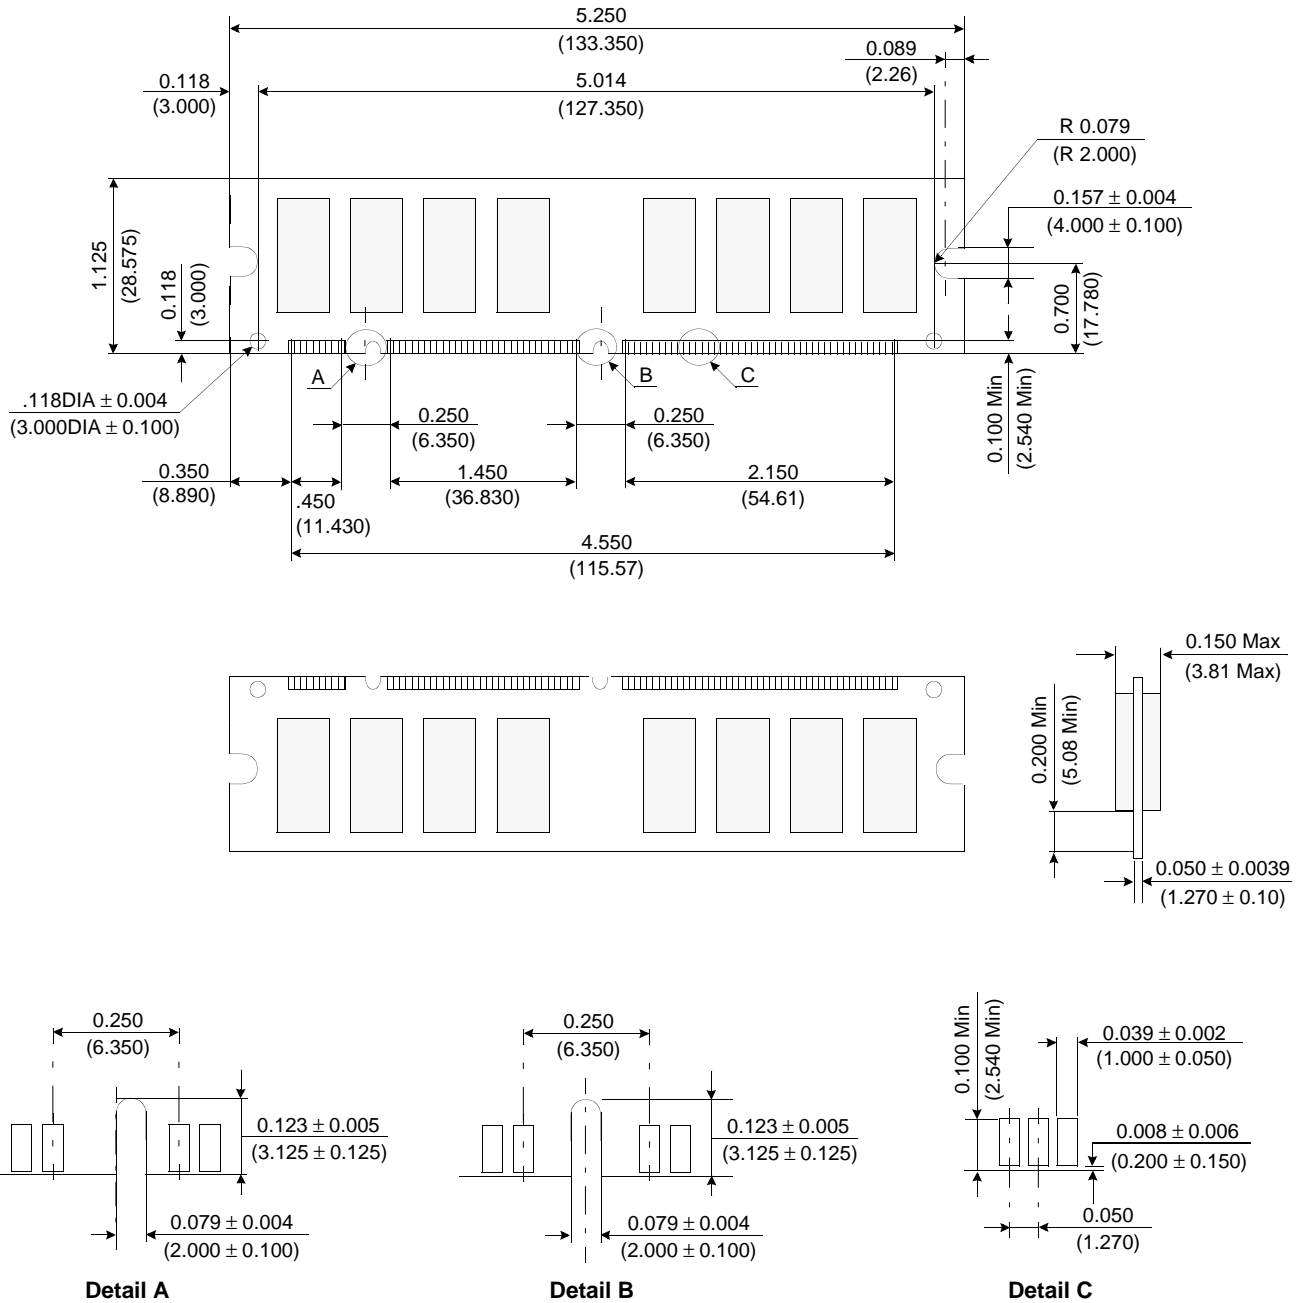 5.250
(133.350)
0.089
(2.26)
0.118
(3.000)
5.014
(127.350)
R 0.079
(R 2.000)
0.157 ± 0.004
(4.000 ± 0.100)
1.125
(28.575)
0.118
(3.000)
0.700
(17.780)
A
B
C
.118DIA ± 0.004
(3.000DIA ± 0.100)
0.250
(6.350)
0.250
(6.350)
0.100 Min
(2.540 Min)
0.350
(8.890)
.450
(11.430)
1.450
(36.830)
2.150
(54.61)
4.550
(115.57)
0.150 Max
(3.81 Max)
0.200 Min
(5.08 Min)
0.050 ± 0.0039
(1.270 ± 0.10)
0.250
(6.350)
0.123 ± 0.005
(3.125 ± 0.125)
0.079 ± 0.004
(2.000 ± 0.100)
Detail A
0.250
(6.350)
0.123 ± 0.005
(3.125 ± 0.125)
0.079 ± 0.004
(2.000 ± 0.100)
Detail B
0.100 Min
(2.540 Min)
0.039 ± 0.002
(1.000 ± 0.050)
0.008 ± 0.006
(0.200 ± 0.150)
0.050
(1.270)
Detail C